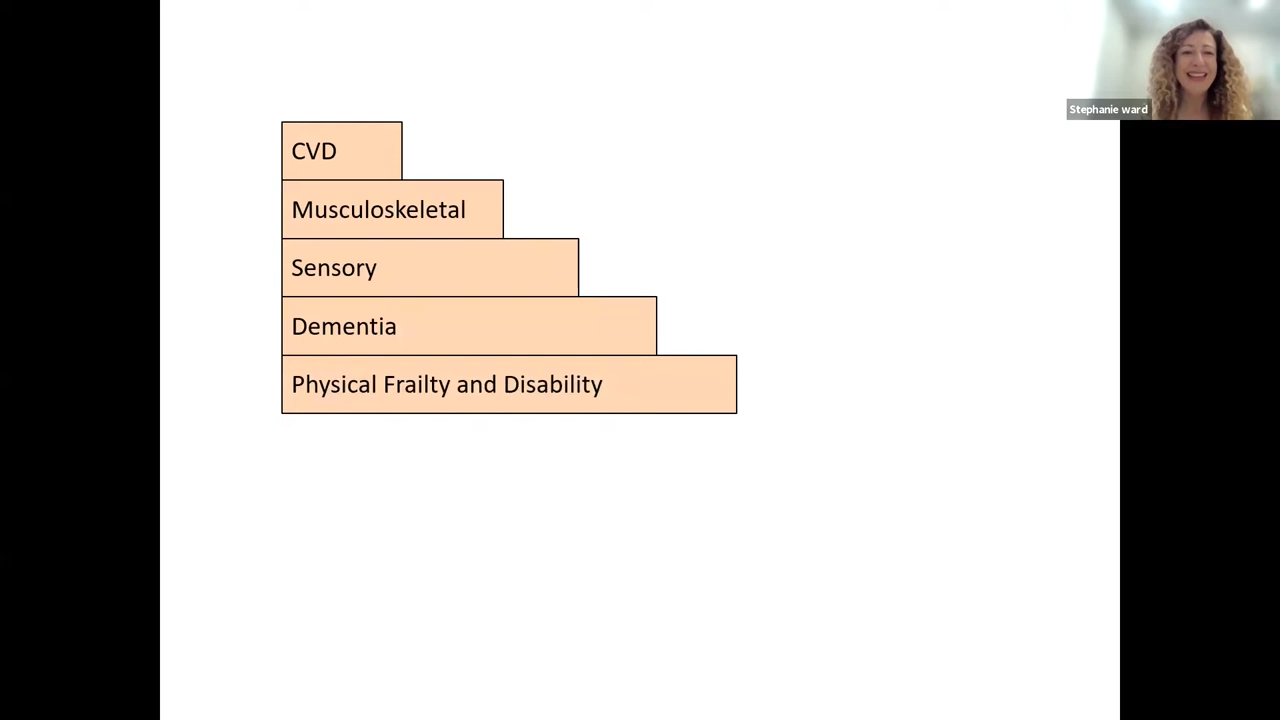 Stephanie ward
CVD
Musculoskeletal
Sensory
Dementia
Physical Frailty and Disability